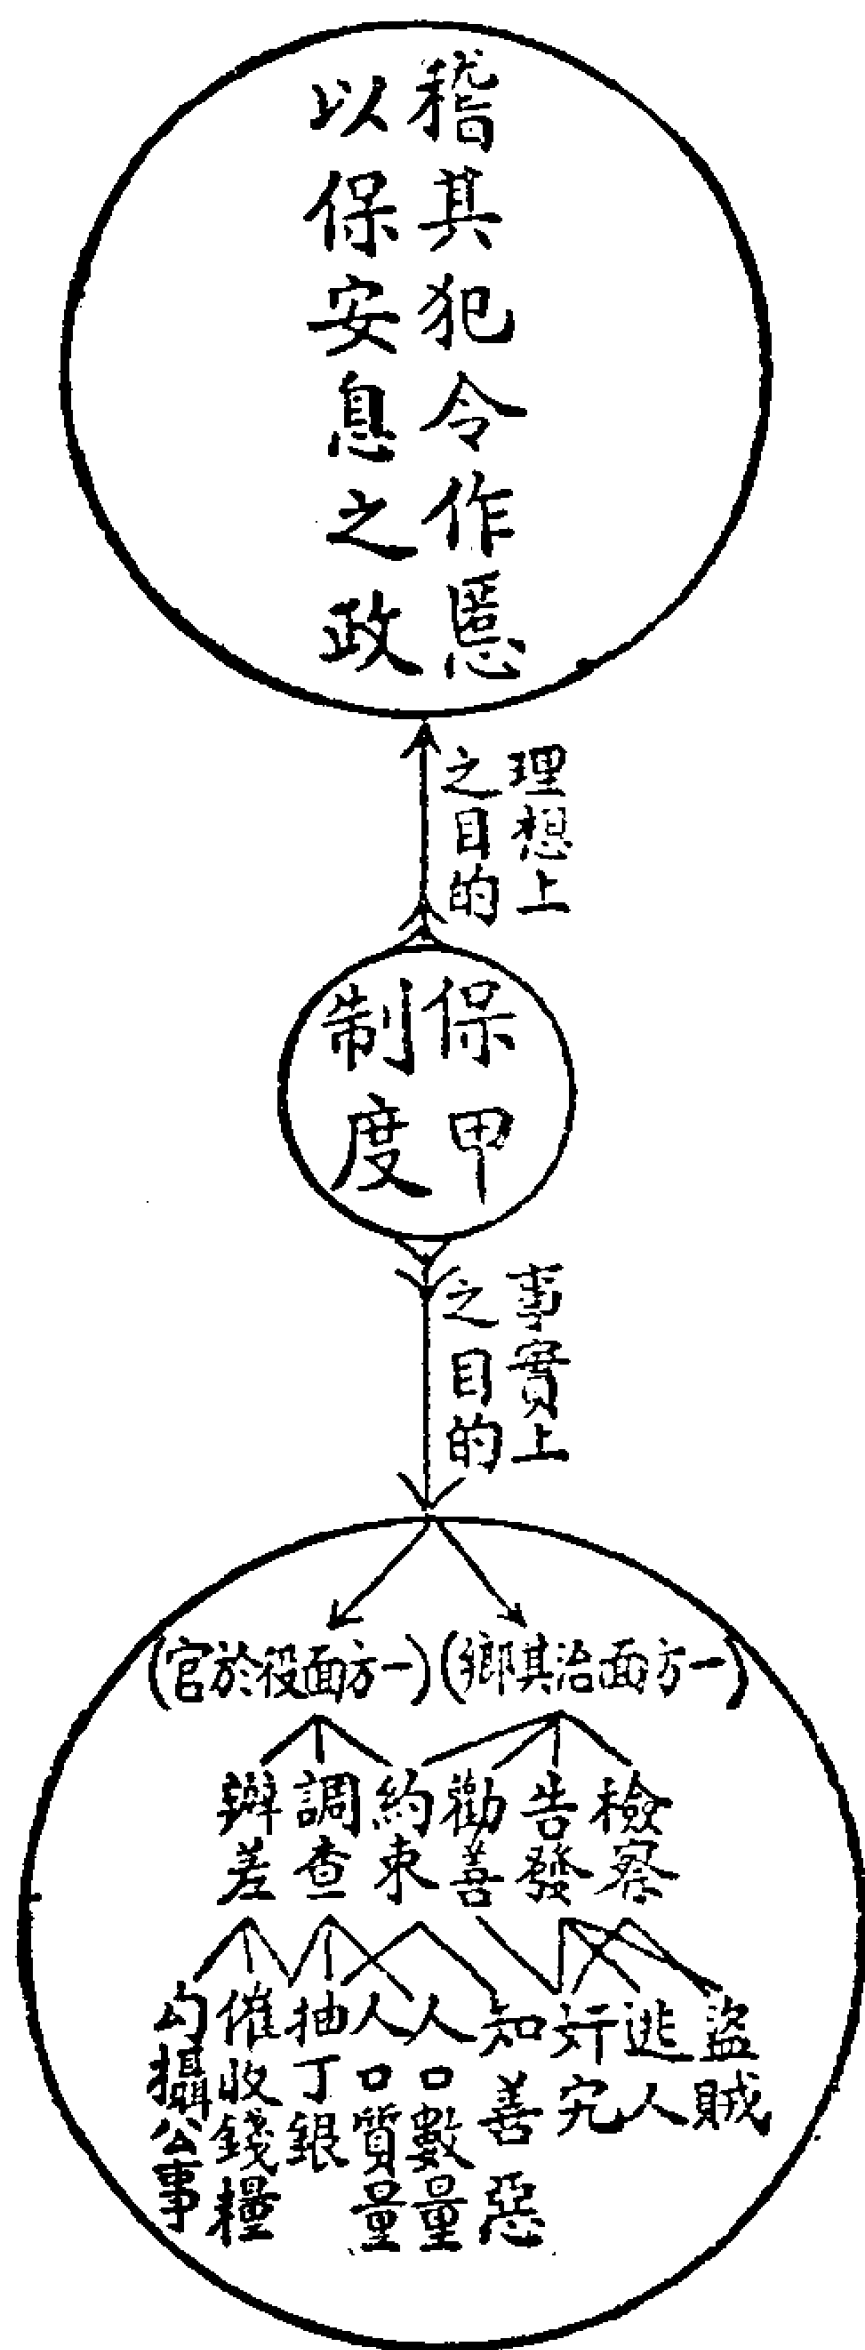 稽其犯令作慝
以保安息之政
理想上
之目的
保甲
制度
事實上
之目的
(官於役面方一)(鄉其治面方一)
檢察
告發
勸善
約束
調查
辦差
盜賊
逃人
奸宄
知善惡
人口數量
人口質量
抽丁銀
催收錢糧
勾攝公事